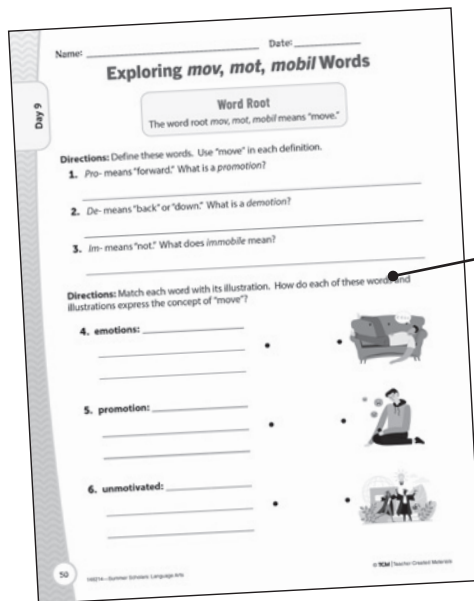 Name: Date:
Exploring mov, mot, mobil Words
Day 9
Word Root
The word root mov, mot, mobil means "move."
Directions: Define these words. Use "move" in each definition.
1. Pro- means "forward." What is a promotion?
2. De- means "back" or "down." What is a demotion?
3. Im- means "not." What does immobile mean?
Directions: Match each word with its illustration. How do each of these words and
illustrations express the concept of "move"?
4. emotions:
5. promotion:
6. unmotivated:
50
146214—Summer Scholars: Language Arts
© TCM | Teacher Created Materials